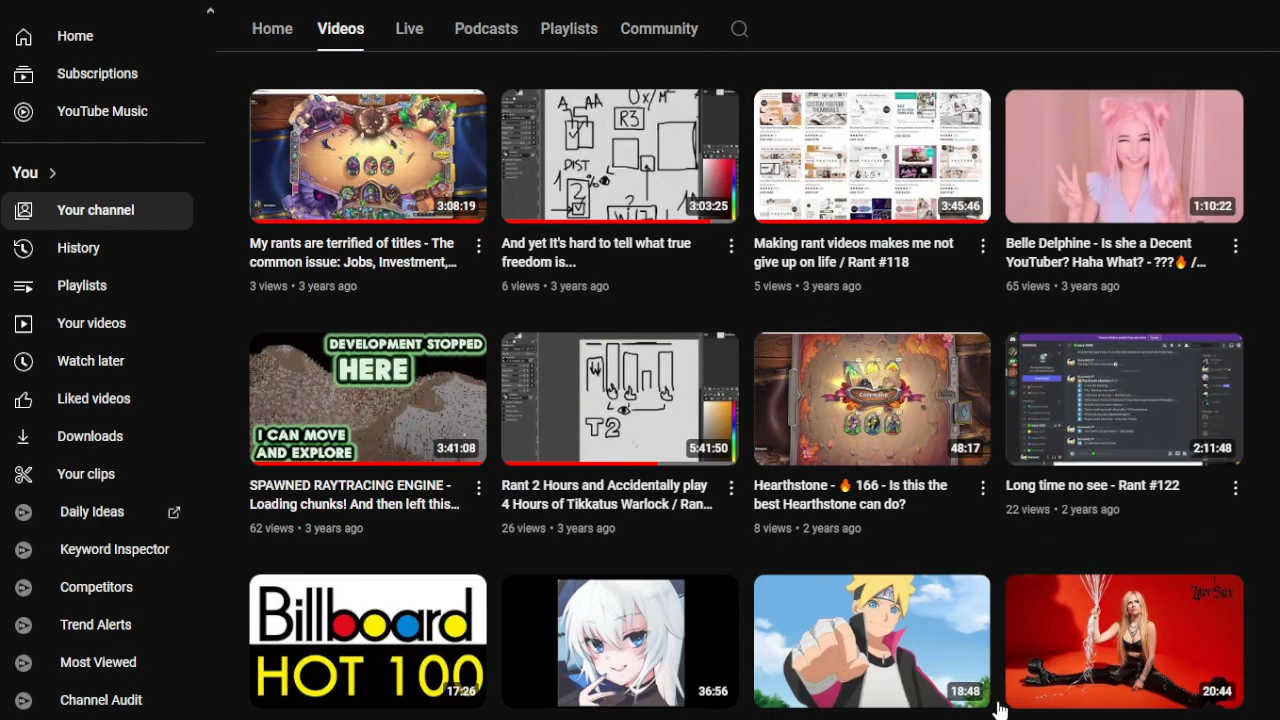 Home
Subscriptions
YouTube Music
You
Your channel
History
Playlists
Your videos
Watch later
Liked videos
Downloads
Your clips
Daily Ideas
Keyword Inspector
Competitors
Trend Alerts
Most Viewed
Channel Audit
Home Videos Live Podcasts Playlists Community
3:08:19
My rants are terrified of titles - The
common issue: Jobs, Investment,...
3 views • 3 years ago
A AA
R3
DIST
3:03:25
And yet It's hard to tell what true
freedom is...
6 views • 3 years ago
3:45:46
Making rant videos makes me not
give up on life / Rant #118
5 views • 3 years ago
1:10:22
Belle Delphine - Is she a Decent
YouTuber? Haha What? - ???🔥 /...
65 views • 3 years ago
DEVELOPMENT STOPPED
HERE
I CAN MOVE
AND EXPLORE
3:41:08
SPAWNED RAYTRACING ENGINE -
Loading chunks! And then left this...
62 views • 3 years ago
T2
5:41:50
Rant 2 Hours and Accidentally play
4 Hours of Tikkatus Warlock / Ran...
26 views • 3 years ago
48:17
Hearthstone - 🔥 166 - Is this the
best Hearthstone can do?
8 views • 2 years ago
2:11:48
Long time no see - Rant #122
22 views • 2 years ago
Billboard
HOT 100
17:26
36:56
18:48
20:44